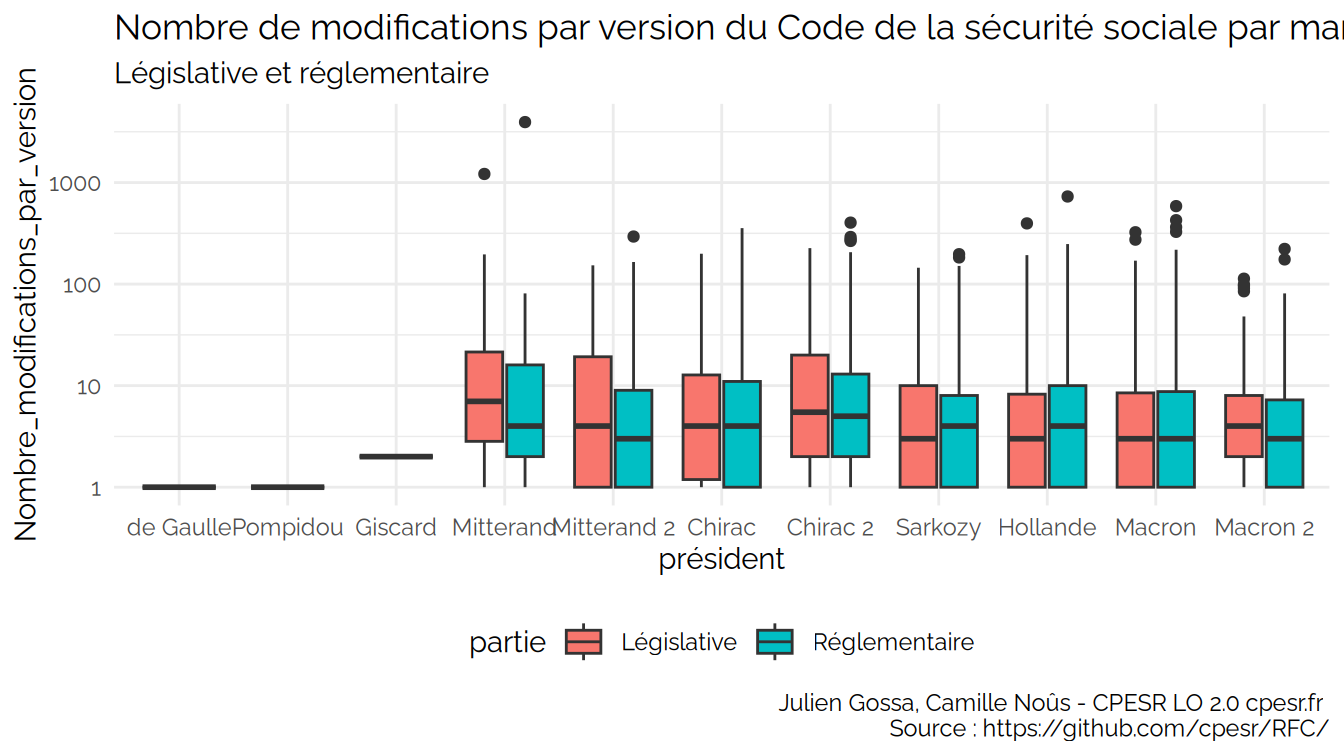 Nombre de modifications par version du Code de la sécurité sociale par
Législative et réglementaire
Nombre_modifications_par_version
1000
100
10
1
de Gaulle Pompidou Giscard Mitterand Mitterand 2 Chirac Chirac 2 Sarkozy Hollande Macron Macron 2
président
partie Législative Réglementaire
Julien Gossa, Camille Noûs - CPESR LO 2.0 cpesr.fr
Source : https://github.com/cpesr/RFC/